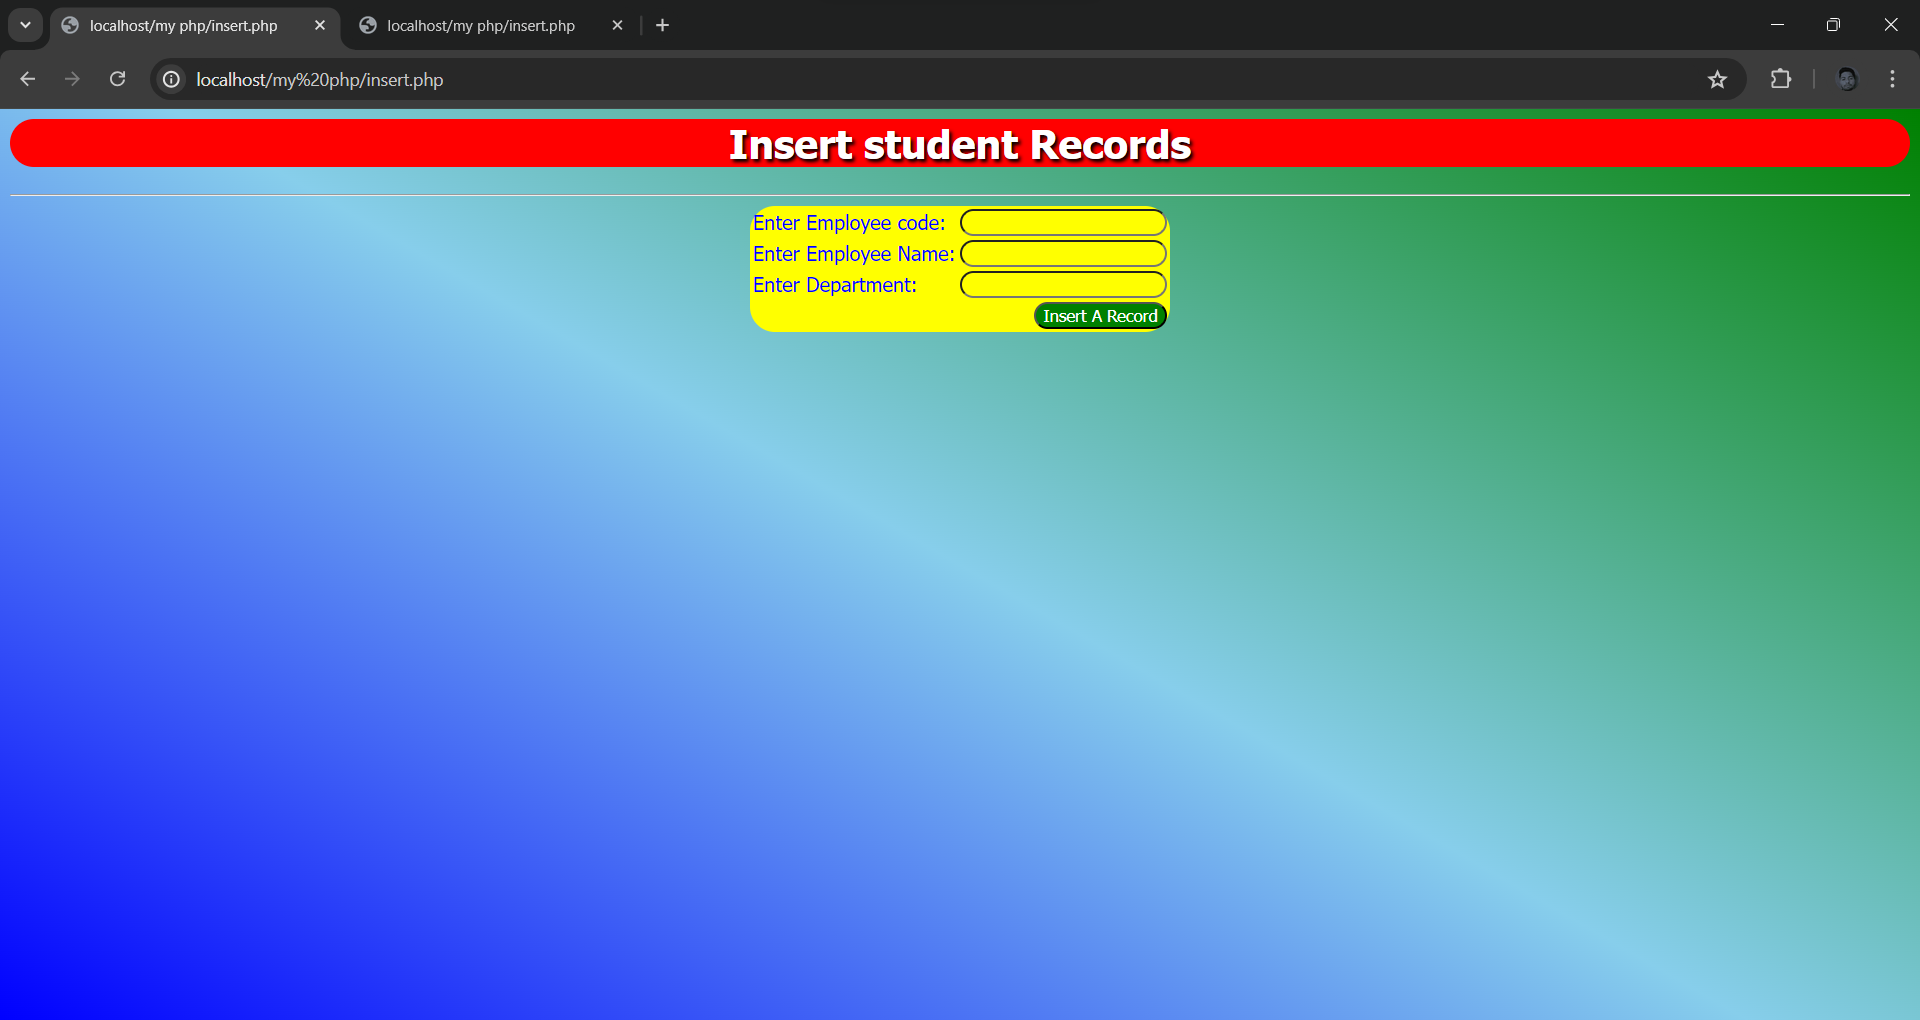 localhost/my php/insert.php
localhost/my php/insert.php
localhost/my%20php/insert.php
Insert student Records
Enter Employee code:
Enter Employee Name:
Enter Department:
Insert A Record